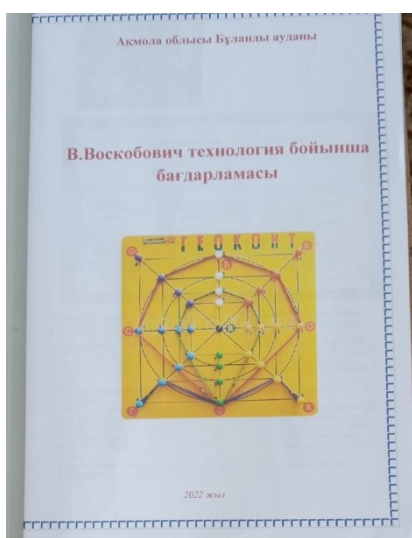 Ақмола облысы Бұланды ауданы
В.Воскобович технология бойынша
бағдарламасы
ГЕОКОНТ
2022 жыл